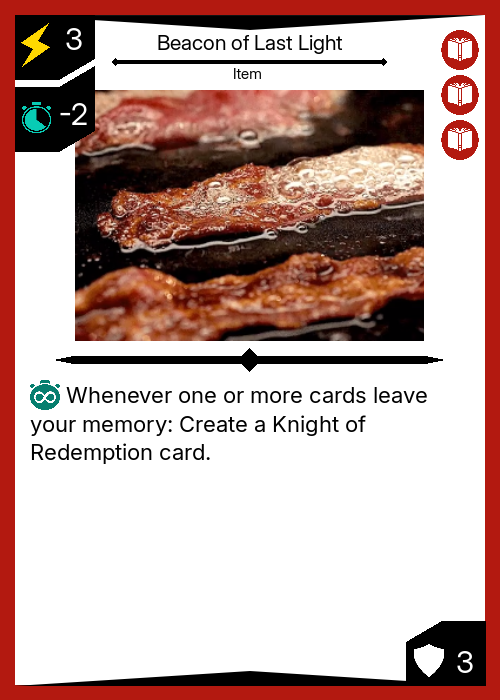 3
Beacon of Last Light
Item
-2
Whenever one or more cards leave
your memory: Create a Knight of
Redemption card.
3